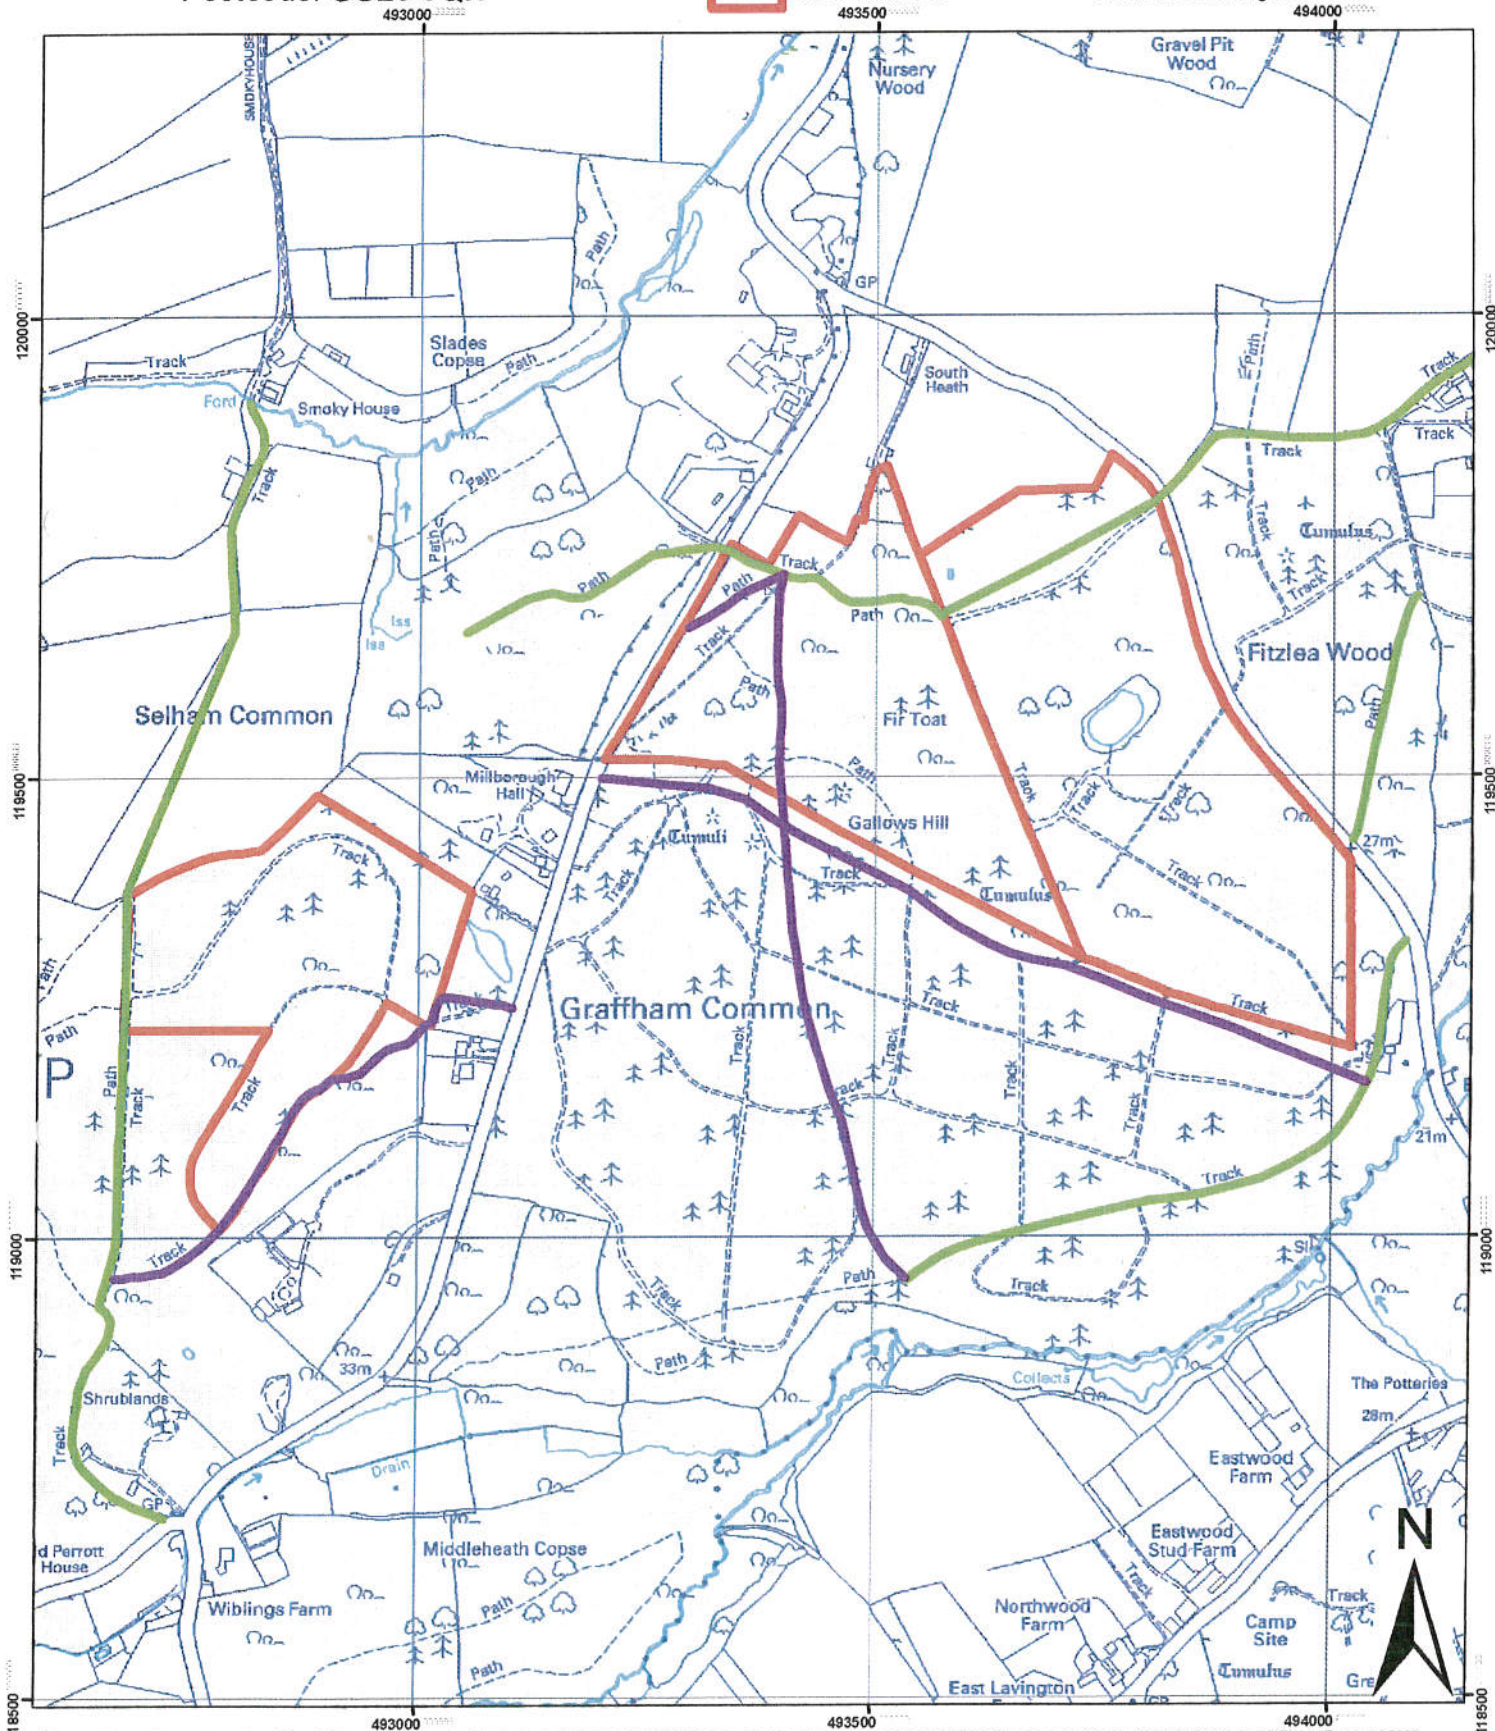 493000
493500
494000
SMOKYHOUSE
Nursery
Wood
Gravel Pit
Wood
Path
GP
120000
120000
Track
Slades
Copse
Path
Path
Track
Ford
Smoky House
South
Heath
Track
Track
Track
Path
Path
Track
Tumulus
Path
Track
Path
Path
Track
Iss
Iss
Track
Fitzlea Wood
Path
Selham Common
Fir Toat
Path
119500
119500
Millborough
Hall
Path
Track
Track
Track
Gallows Hill
27m
Tumuli
Track
Track
Track
Track
Tumulus
Path
Track
Track
Graffham Common
Track
Path
Track
Track
P
Path
Track
Track
Track
Track
Track
21m
Track
Track
119000
119000
Path
Track
Track
SI
33m
Path
Shrublands
Collects
The Potteries
28m
Track
Drain
Eastwood
Farm
GP
d Perrott
House
Middleheath Copse
Eastwood
Stud Farm
Track
Track
N
Wiblings Farm
Path
Northwood
Farm
Camp
Site
Path
East Lavington
Tumulus
Gre
18500
118500
493000
493500
494000